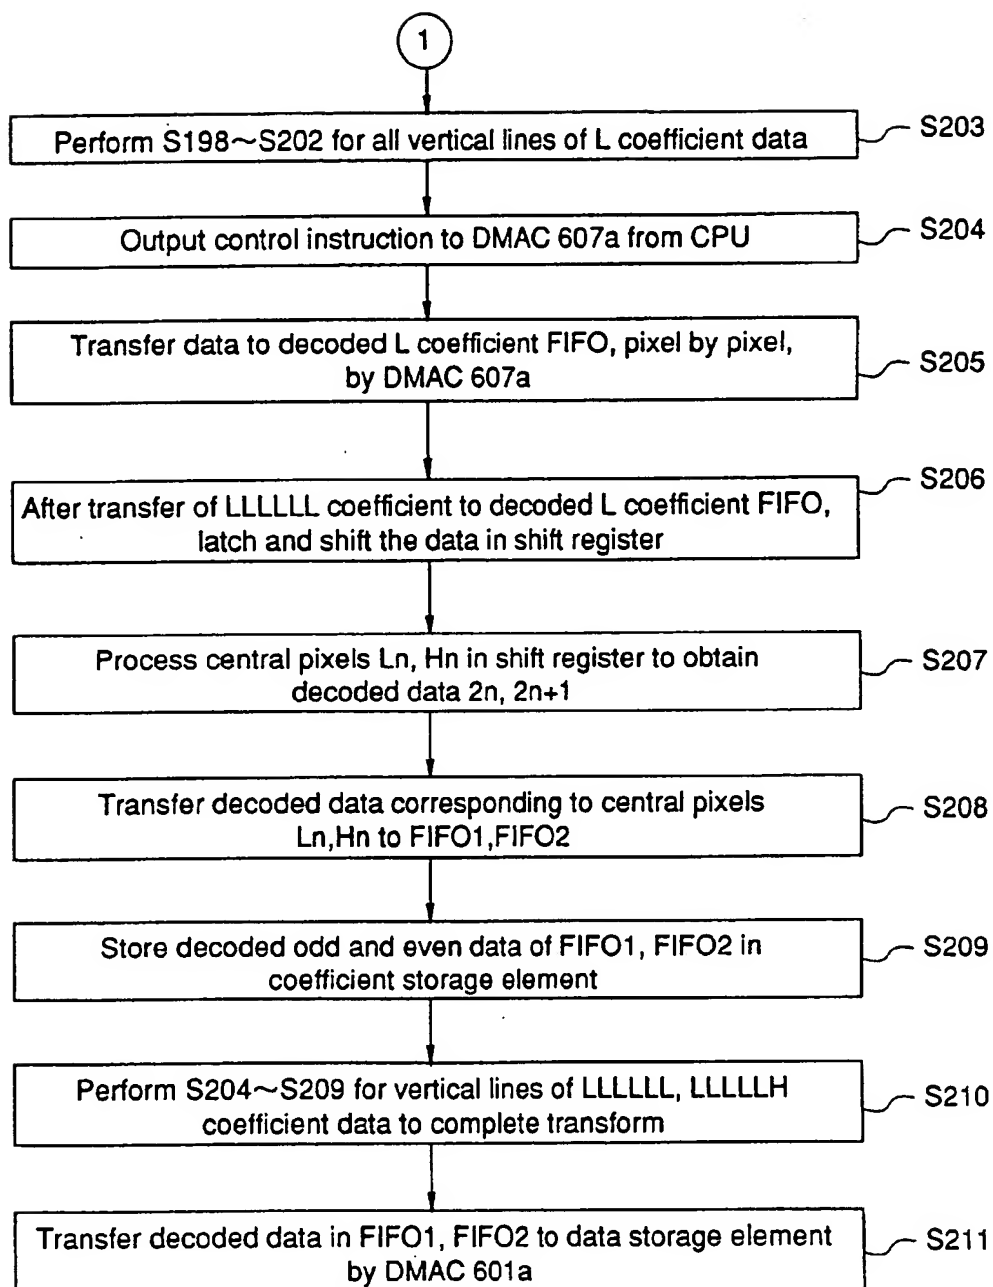 1
Perform S198~S202 for all vertical lines of L coefficient data
S203
Output control instruction to DMAC 607a from CPU
S204
Transfer data to decoded L coefficient FIFO, pixel by pixel,
by DMAC 607a
S205
After transfer of LLLLLL coefficient to decoded L coefficient FIFO,
latch and shift the data in shift register
S206
Process central pixels Ln, Hn in shift register to obtain
decoded data 2n, 2n+1
S207
Transfer decoded data corresponding to central pixels
Ln,Hn to FIFO1,FIFO2
S208
Store decoded odd and even data of FIFO1, FIFO2 in
coefficient storage element
S209
Perform S204~S209 for vertical lines of LLLLLL, LLLLLH
coefficient data to complete transform
S210
Transfer decoded data in FIFO1, FIFO2 to data storage element
by DMAC 601a
S211